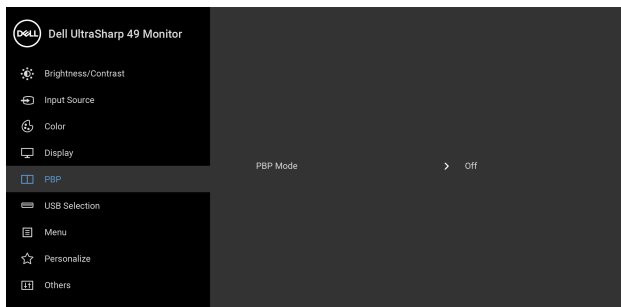 DELL
Dell UltraSharp 49 Monitor
Brightness/Contrast
Input Source
Color
Display
PBP
USB Selection
Menu
Personalize
Others
PBP Mode
Off